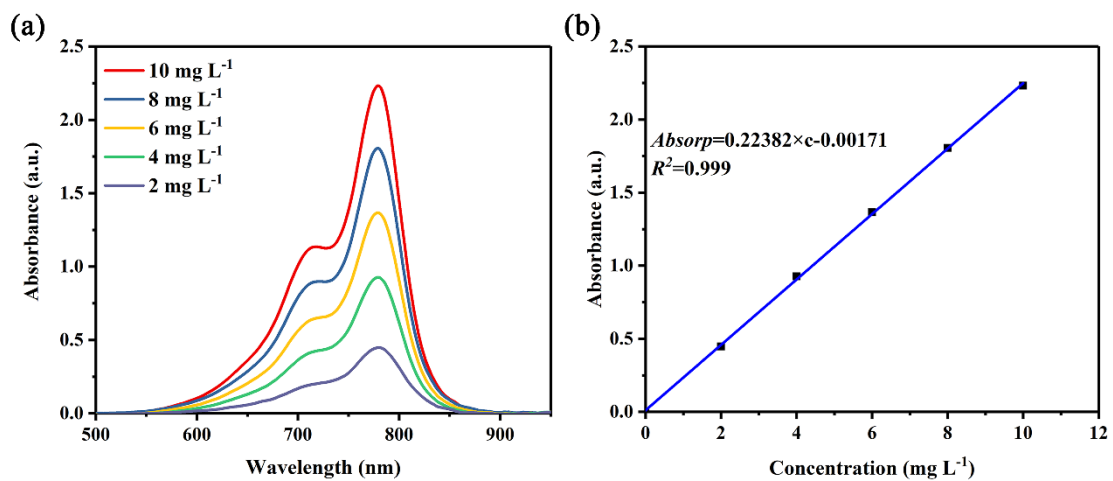 (a)
2.5
2.0
1.5
1.0
0.5
0.0
Absorbance (a.u.)
10 mg L⁻¹
8 mg L⁻¹
6 mg L⁻¹
4 mg L⁻¹
2 mg L⁻¹
500 600 700 800 900
Wavelength (nm)
(b)
2.5
2.0
1.5
1.0
0.5
0.0
Absorbance (a.u.)
Absorp=0.22382×c-0.00171
R²=0.999
0 2 4 6 8 10 12
Concentration (mg L⁻¹)